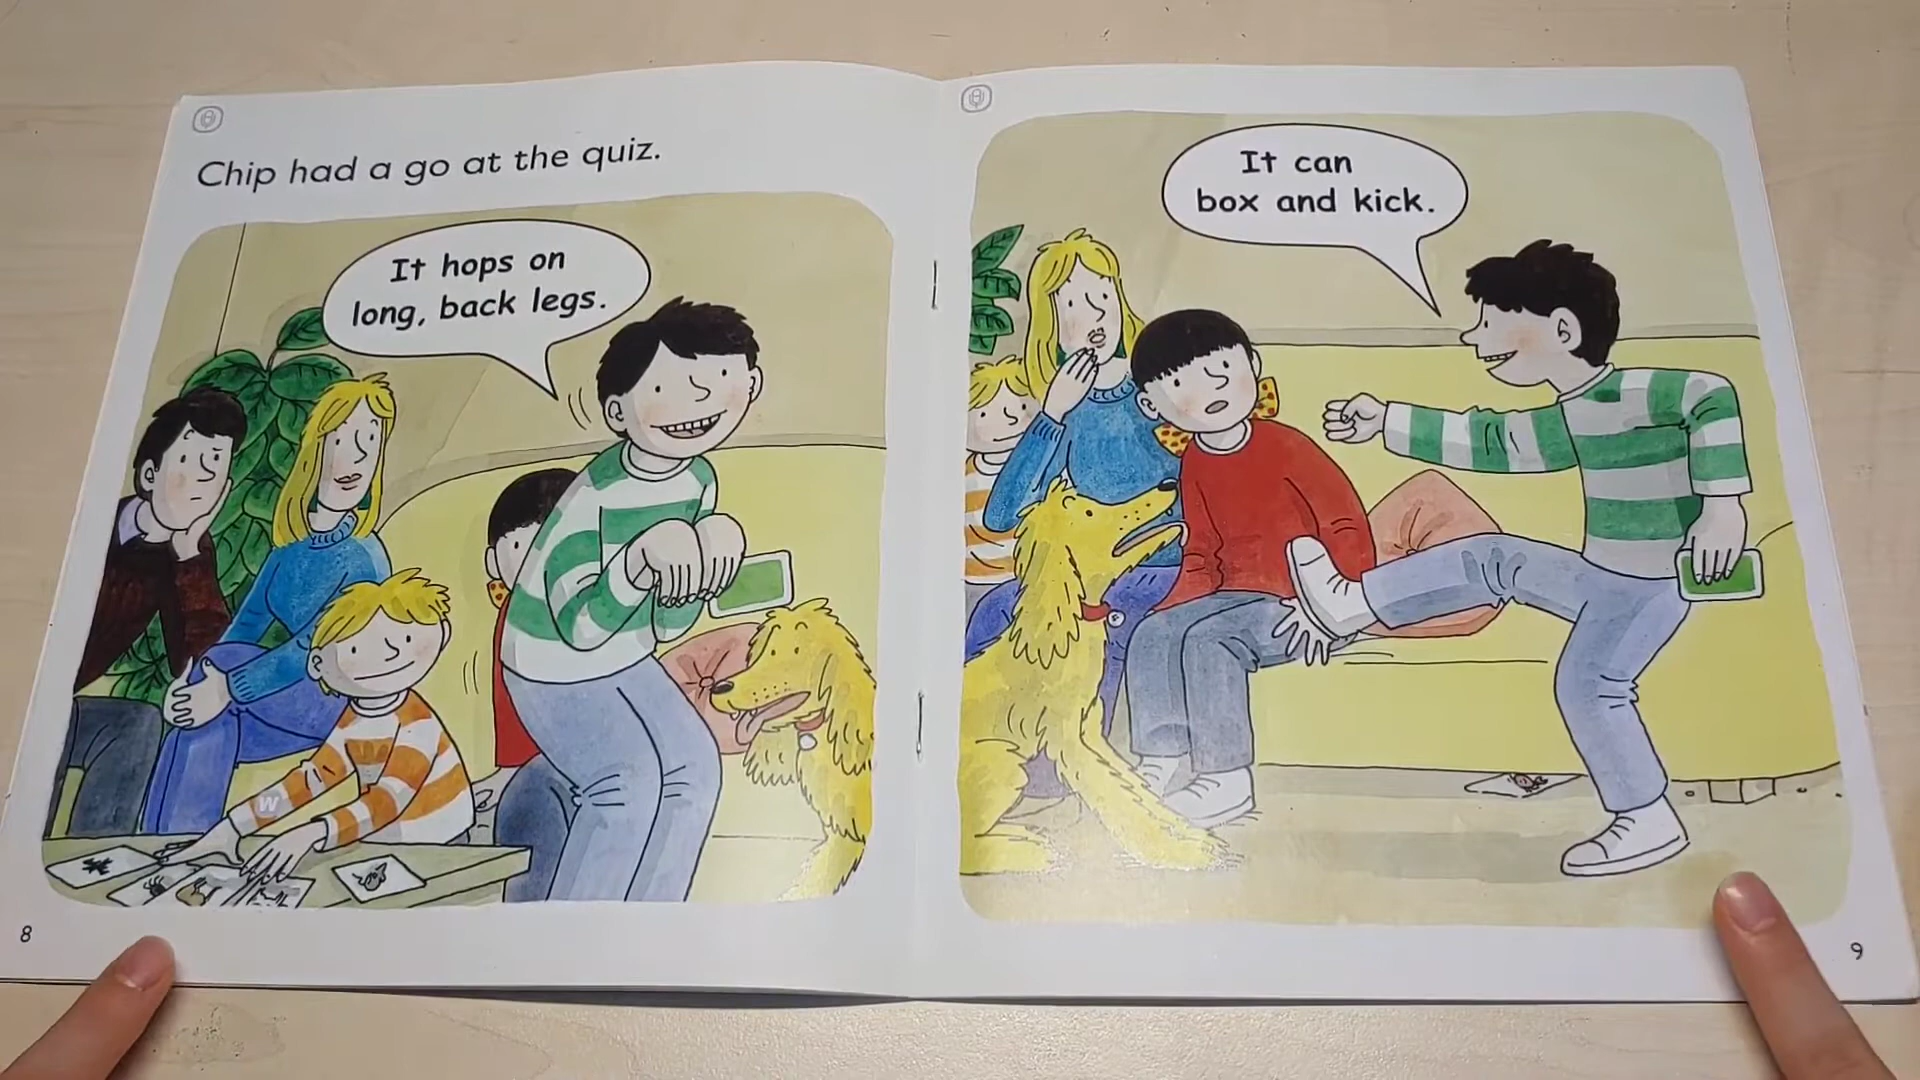 Chip had a go at the quiz.
It hops on
long, back legs.
W
8
It can
box and kick.
9